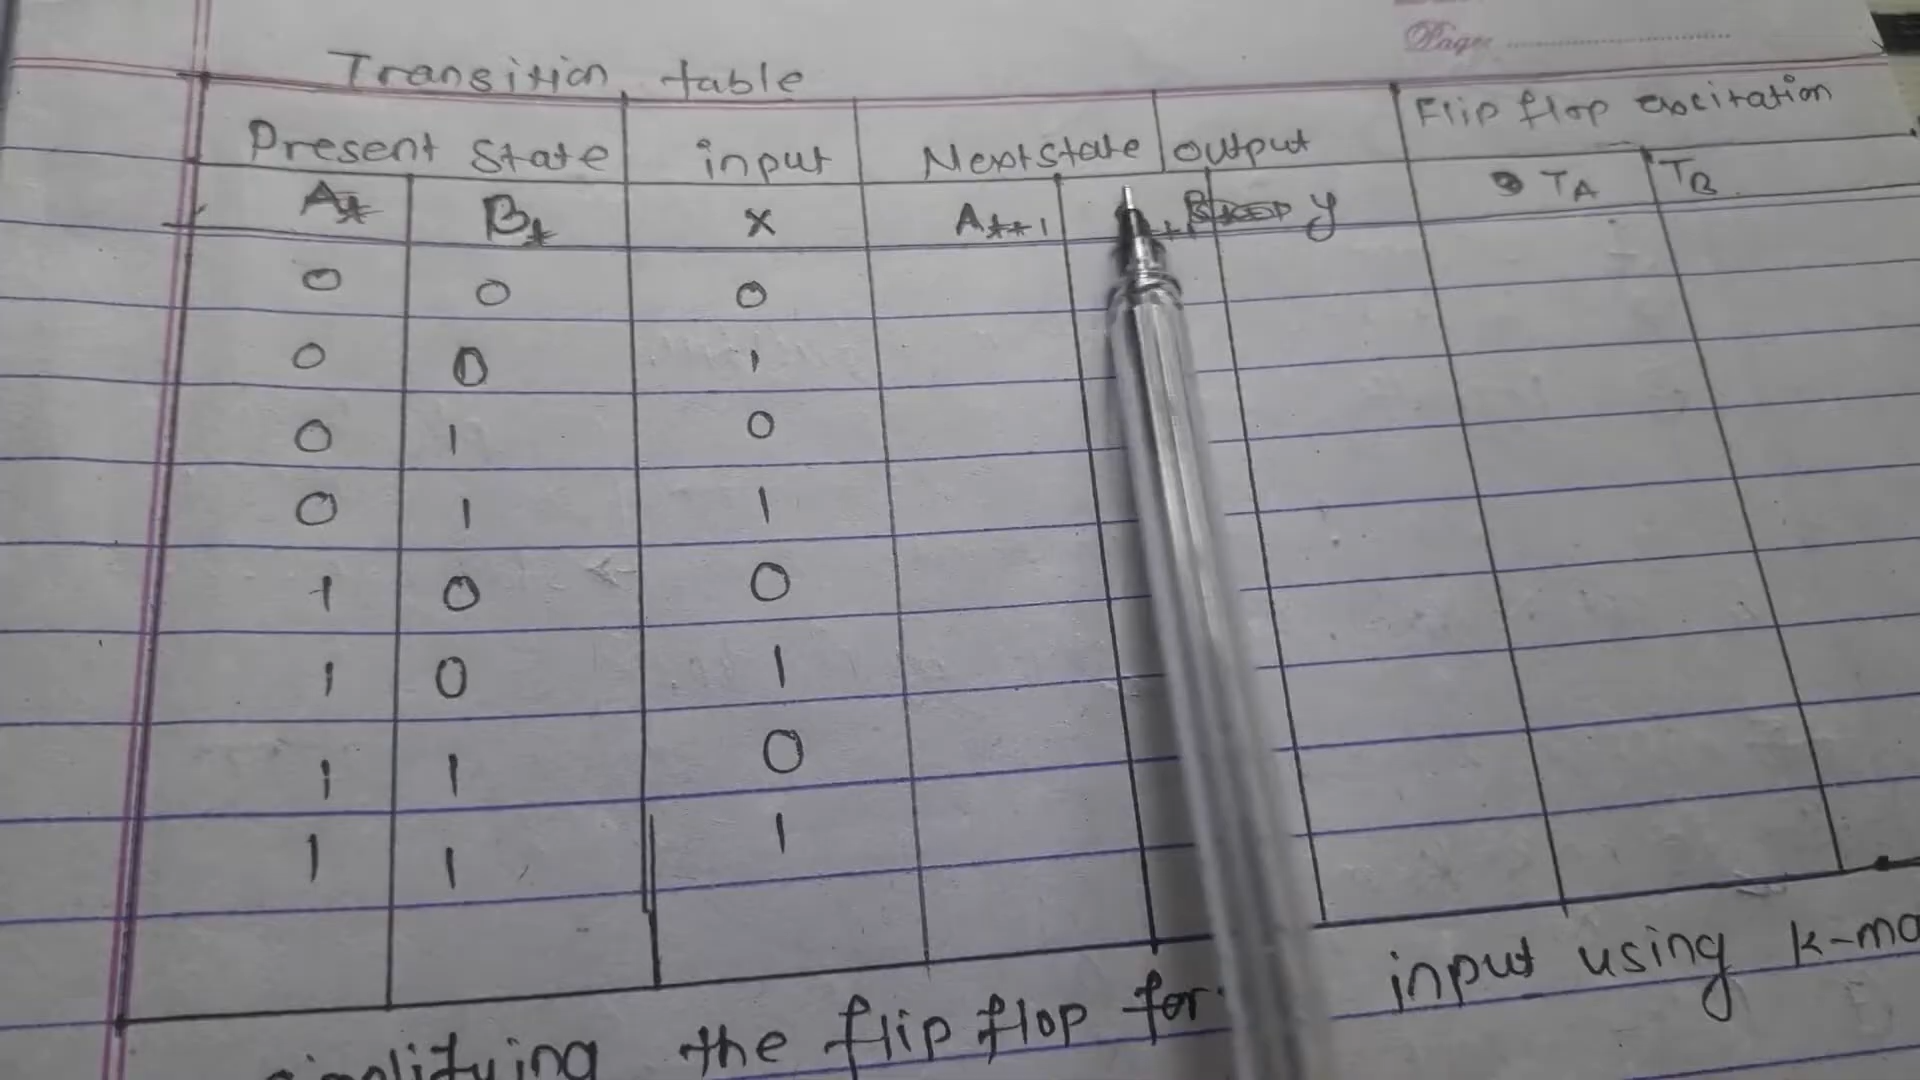 Page
Transition table
Flip flop excitation
Present state input Next state output
TA TB
At Bt x At+1 y
0 0 0
0 0 1
0 1 0
0 1 1
1 0 0
1 0 1
1 1 0
1 1 1
the flip flop for input using k-ma